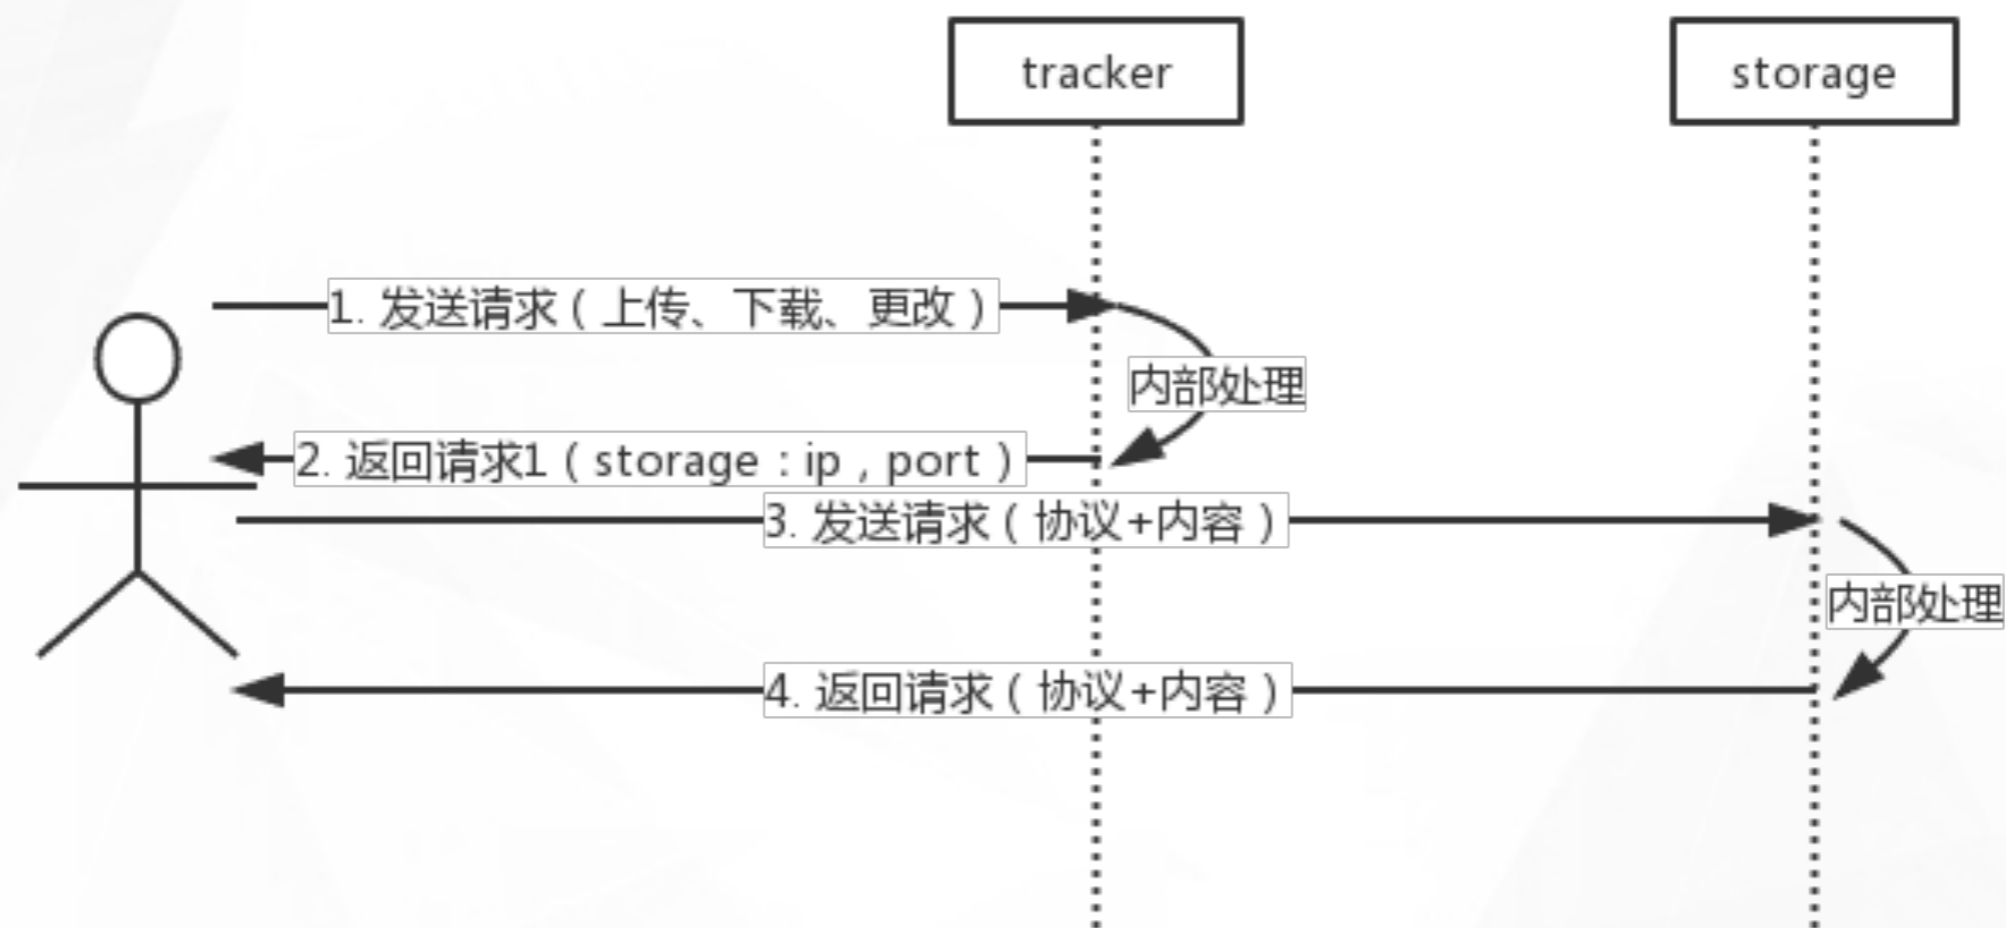 tracker
storage
1. 发送请求（上传、下载、更改）
内部处理
2. 返回请求1（storage：ip，port）
3. 发送请求（协议+内容）
内部处理
4. 返回请求（协议+内容）